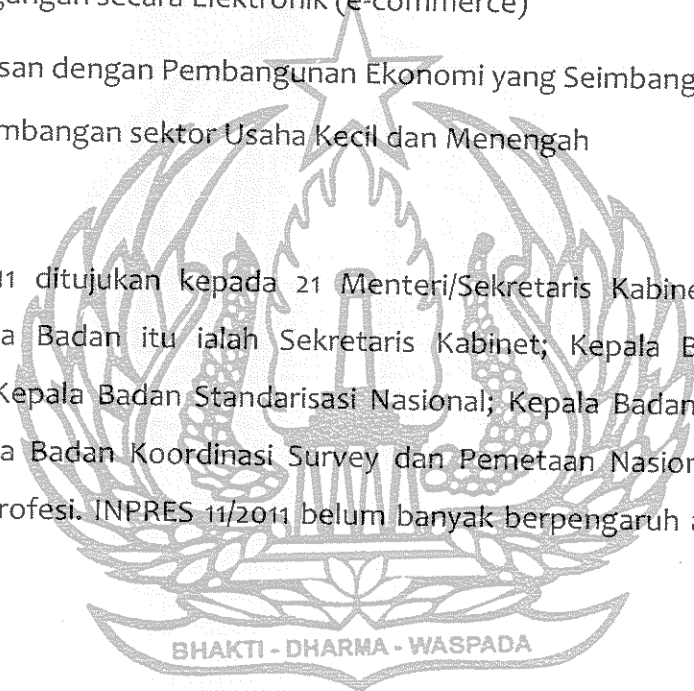 gangan secara Elektronik (e-commerce)
san dengan Pembangunan Ekonomi yang Seimbang
mbangan sektor Usaha Kecil dan Menengah
11 ditujukan kepada 21 Menteri/Sekretaris Kabine
a Badan itu ialah Sekretaris Kabinet; Kepala B
Kepala Badan Standarisasi Nasional; Kepala Badan
a Badan Koordinasi Survey dan Pemetaan Nasion
rofesi. INPRES 11/2011 belum banyak berpengaruh a
BHAKTI - DHARMA - WASPADA